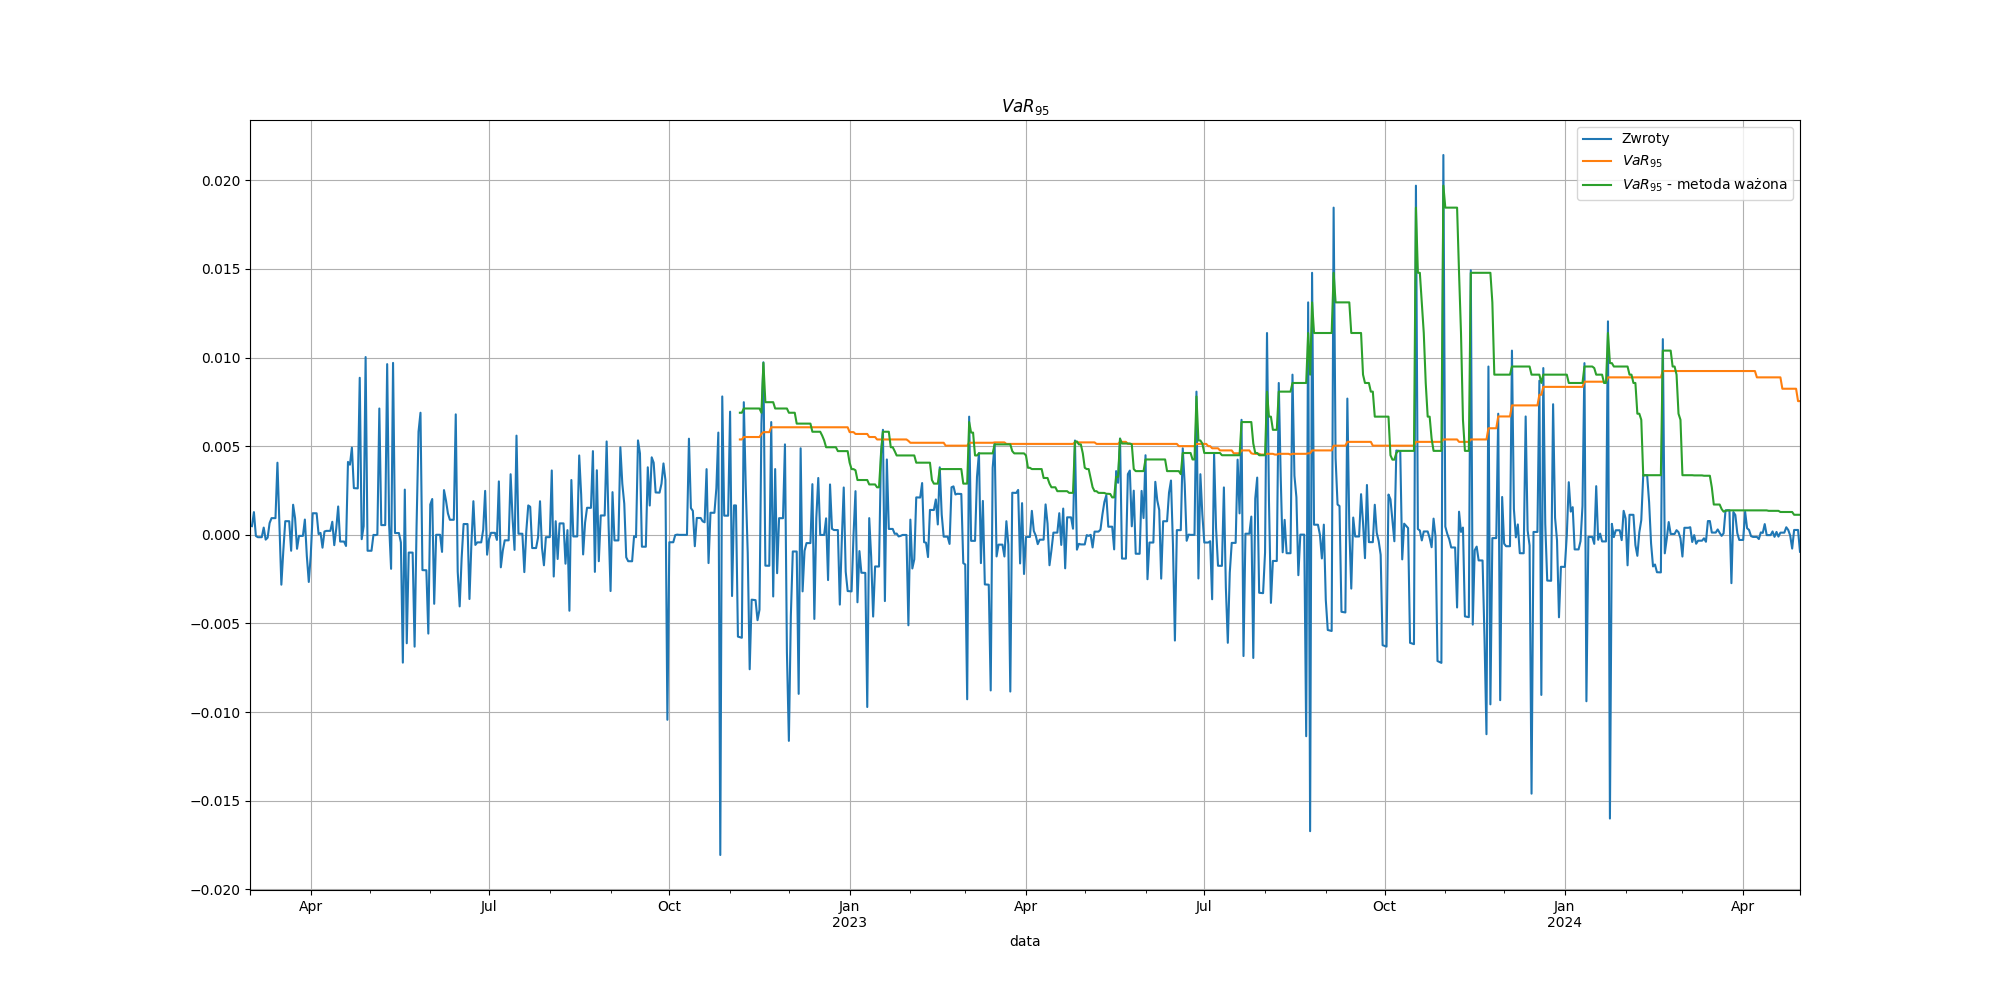 VaR95
Zwroty
VaR95
VaR95 - metoda ważona
0.020
0.015
0.010
0.005
0.000
−0.005
−0.010
−0.015
−0.020
Apr Jul Oct Jan Apr Jul Oct Jan Apr
2023 2024
data